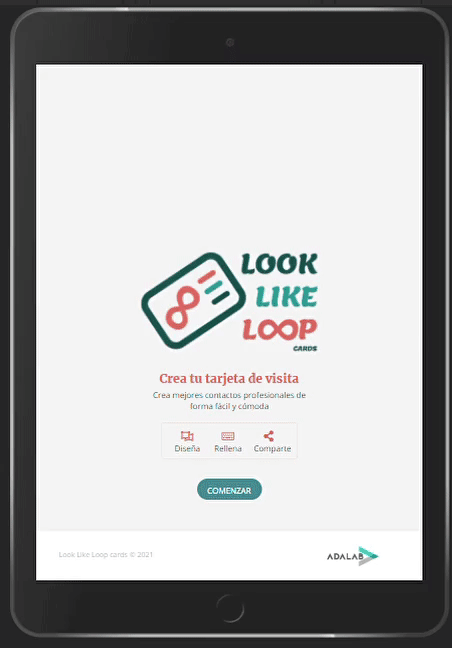 LOOK
LIKE
LOOP
CARDS
Crea tu tarjeta de visita
Crea mejores contactos profesionales de
forma fácil y cómoda
Diseña Rellena Comparte
COMENZAR
Look Like Loop cards © 2021
ADALAB